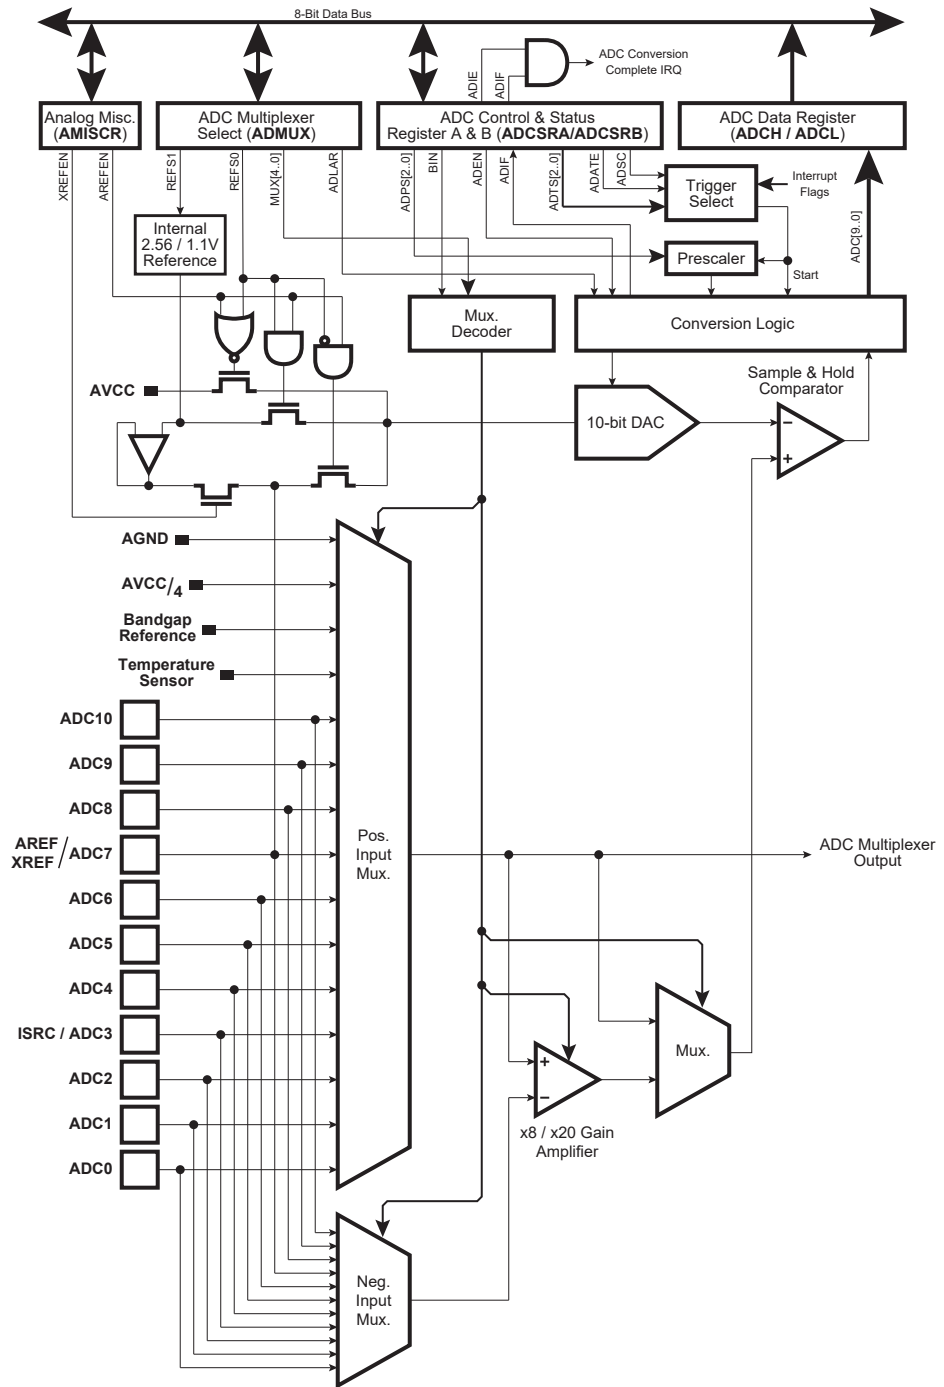 8-Bit Data Bus
ADIE
ADIF
ADC Conversion
Complete IRQ
Analog Misc.
(AMISCR)
ADC Multiplexer
Select (ADMUX)
ADC Control & Status
Register A & B (ADCSRA/ADCSRB)
ADC Data Register
(ADCH / ADCL)
XREFEN
AREFEN
REFS1
REFS0
MUX[4..0]
ADLAR
ADPS[2..0]
BIN
ADEN
ADIF
ADTS[2..0]
ADATE
ADSC
Trigger
Select
Interrupt
Flags
ADC[9..0]
Internal
2.56 / 1.1V
Reference
Prescaler
Start
Mux.
Decoder
Conversion Logic
Sample & Hold
Comparator
AVCC
10-bit DAC
−
+
AGND
AVCC/4
Bandgap
Reference
Temperature
Sensor
ADC10
ADC9
ADC8
AREF
XREF / ADC7
ADC6
ADC5
ADC4
ISRC / ADC3
ADC2
ADC1
ADC0
Pos.
Input
Mux.
ADC Multiplexer
Output
Mux.
+
−
x8 / x20 Gain
Amplifier
Neg.
Input
Mux.